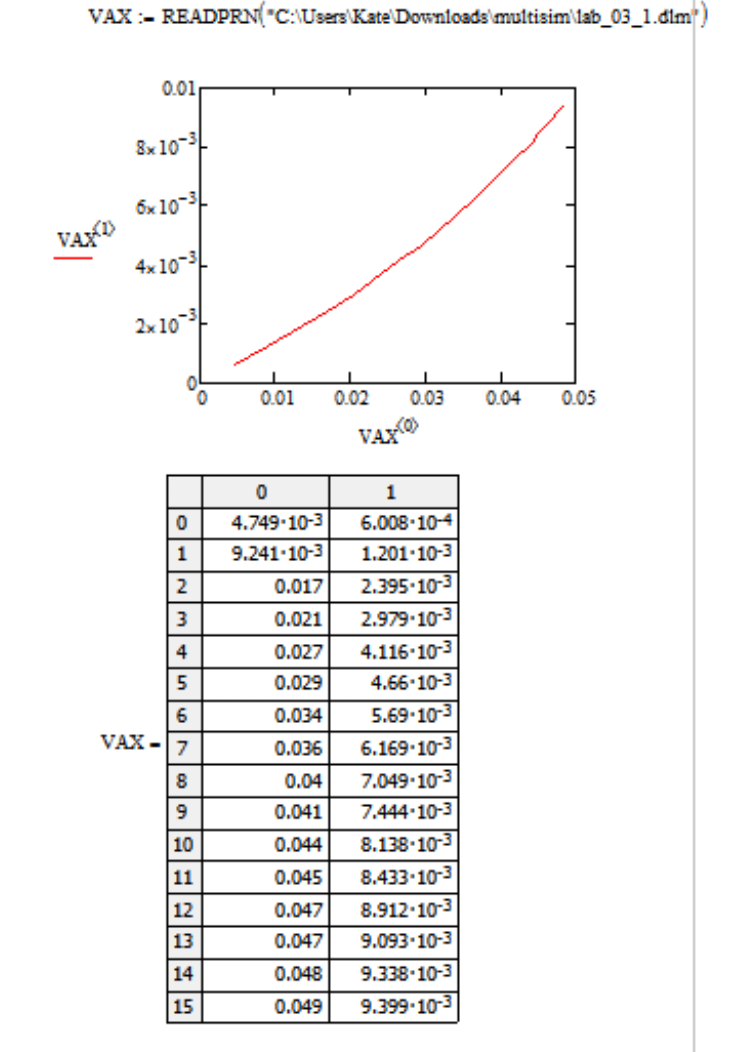 VAX := READPRN("C:\Users\Kate\Downloads\multisim\lab_03_1.dlm")
0.01
8×10⁻³
6×10⁻³
VAX⟨1⟩
4×10⁻³
2×10⁻³
0
0 0.01 0.02 0.03 0.04 0.05
VAX⟨0⟩
0 1
0 4.749·10⁻³ 6.008·10⁻⁴
1 9.241·10⁻³ 1.201·10⁻³
2 0.017 2.395·10⁻³
3 0.021 2.979·10⁻³
4 0.027 4.116·10⁻³
5 0.029 4.66·10⁻³
6 0.034 5.69·10⁻³
VAX = 7 0.036 6.169·10⁻³
8 0.04 7.049·10⁻³
9 0.041 7.444·10⁻³
10 0.044 8.138·10⁻³
11 0.045 8.433·10⁻³
12 0.047 8.912·10⁻³
13 0.047 9.093·10⁻³
14 0.048 9.338·10⁻³
15 0.049 9.399·10⁻³